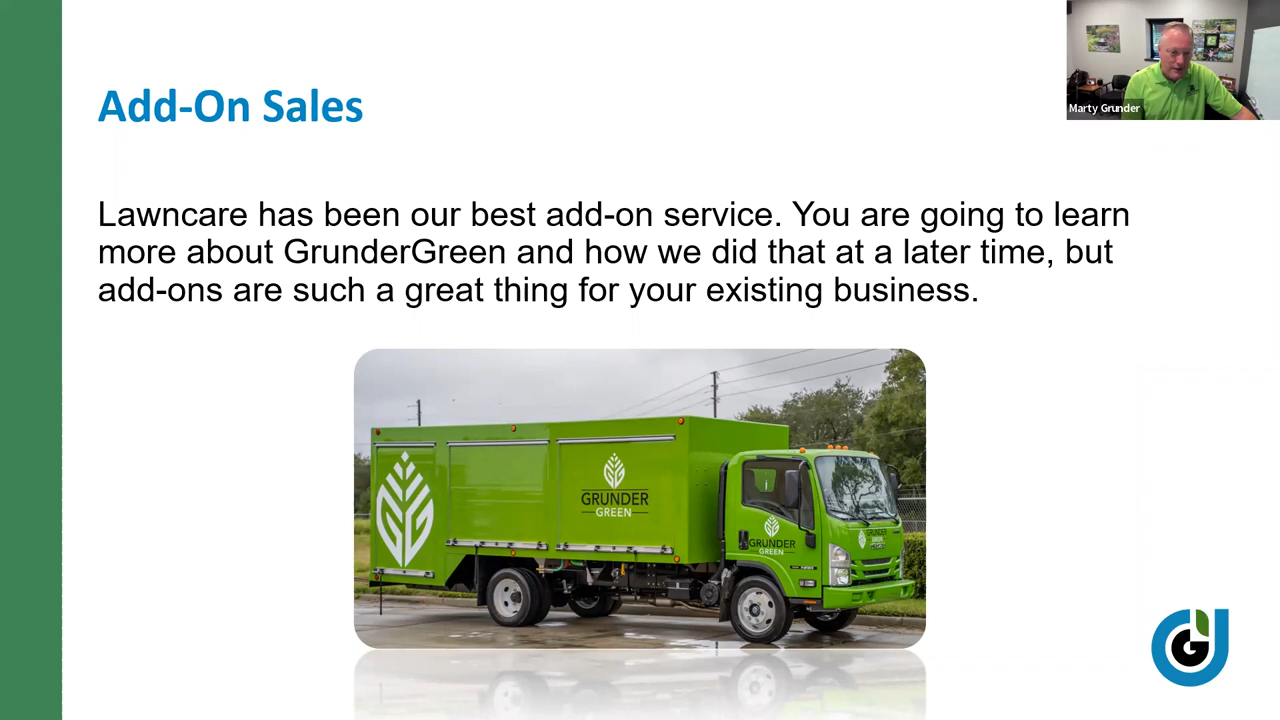 Add-On Sales
Marty Grunder
Lawncare has been our best add-on service. You are going to learn
more about GrunderGreen and how we did that at a later time, but
add-ons are such a great thing for your existing business.
GRUNDER
GREEN
GRUNDER
GREEN
G